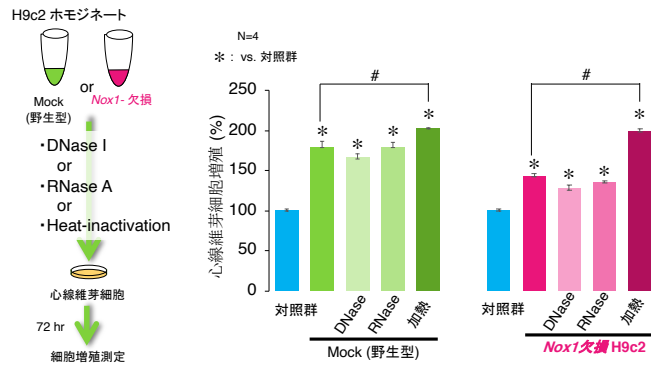 H9c2 ホモジネート
or
Mock
(野生型)
Nox1- 欠損
・DNase I
or
・RNase A
or
・Heat-inactivation
心線維芽細胞
72 hr
細胞増殖測定
N=4
＊ : vs. 対照群
心線維芽細胞増殖 (%)
250
200
150
100
50
0
#
* * * *
対照群
DNase
RNase
加熱
Mock (野生型)
#
* * * *
対照群
DNase
RNase
加熱
Nox1欠損 H9c2